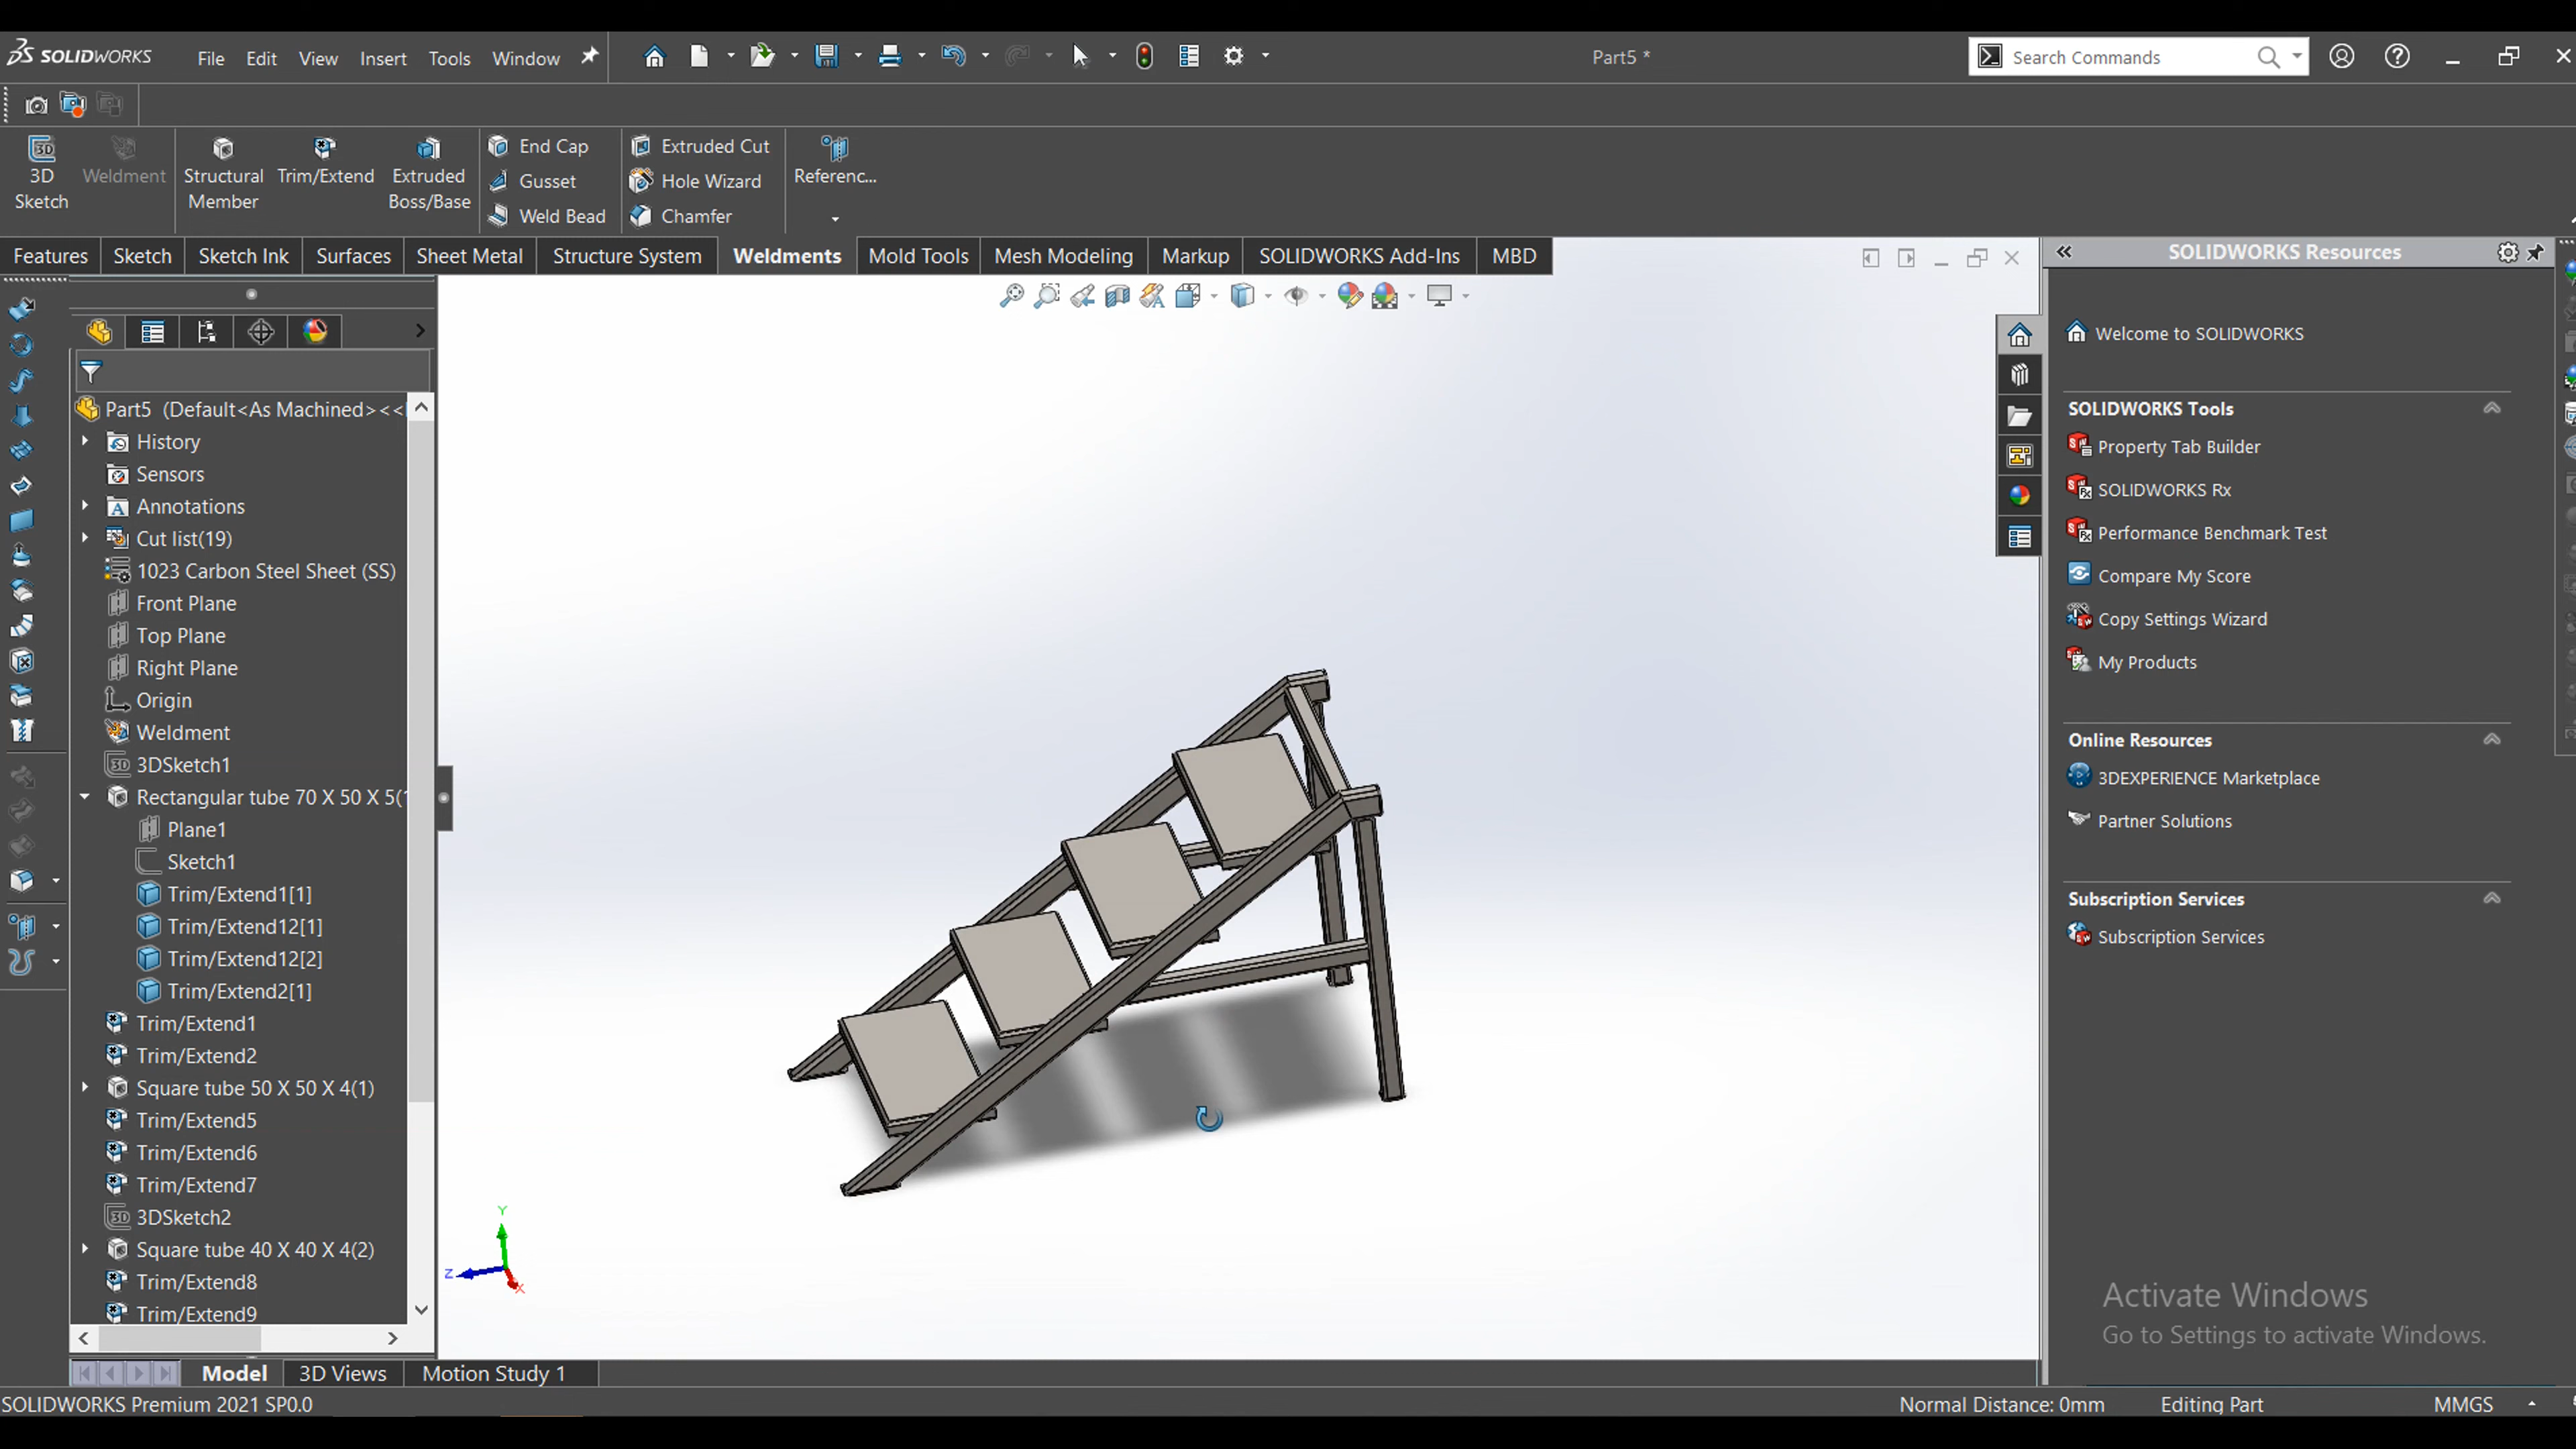 SOLIDWORKS File Edit View Insert Tools Window Part5 * Search Commands
3D Sketch
Weldment
Structural Member
Trim/Extend
Extruded Boss/Base
End Cap
Gusset
Weld Bead
Extruded Cut
Hole Wizard
Chamfer
Referenc...
Features Sketch Sketch Ink Surfaces Sheet Metal Structure System Weldments Mold Tools Mesh Modeling Markup SOLIDWORKS Add-Ins MBD
Part5 (Default<As Machined><<
History
Sensors
Annotations
Cut list(19)
1023 Carbon Steel Sheet (SS)
Front Plane
Top Plane
Right Plane
Origin
Weldment
3DSketch1
Rectangular tube 70 X 50 X 5(
Plane1
Sketch1
Trim/Extend1[1]
Trim/Extend12[1]
Trim/Extend12[2]
Trim/Extend2[1]
Trim/Extend1
Trim/Extend2
Square tube 50 X 50 X 4(1)
Trim/Extend5
Trim/Extend6
Trim/Extend7
3DSketch2
Square tube 40 X 40 X 4(2)
Trim/Extend8
Trim/Extend9
Y
Z
X
SOLIDWORKS Resources
Welcome to SOLIDWORKS
SOLIDWORKS Tools
Property Tab Builder
SOLIDWORKS Rx
Performance Benchmark Test
Compare My Score
Copy Settings Wizard
My Products
Online Resources
3DEXPERIENCE Marketplace
Partner Solutions
Subscription Services
Subscription Services
Activate Windows
Go to Settings to activate Windows.
Model 3D Views Motion Study 1
SOLIDWORKS Premium 2021 SP0.0 Normal Distance: 0mm Editing Part MMGS